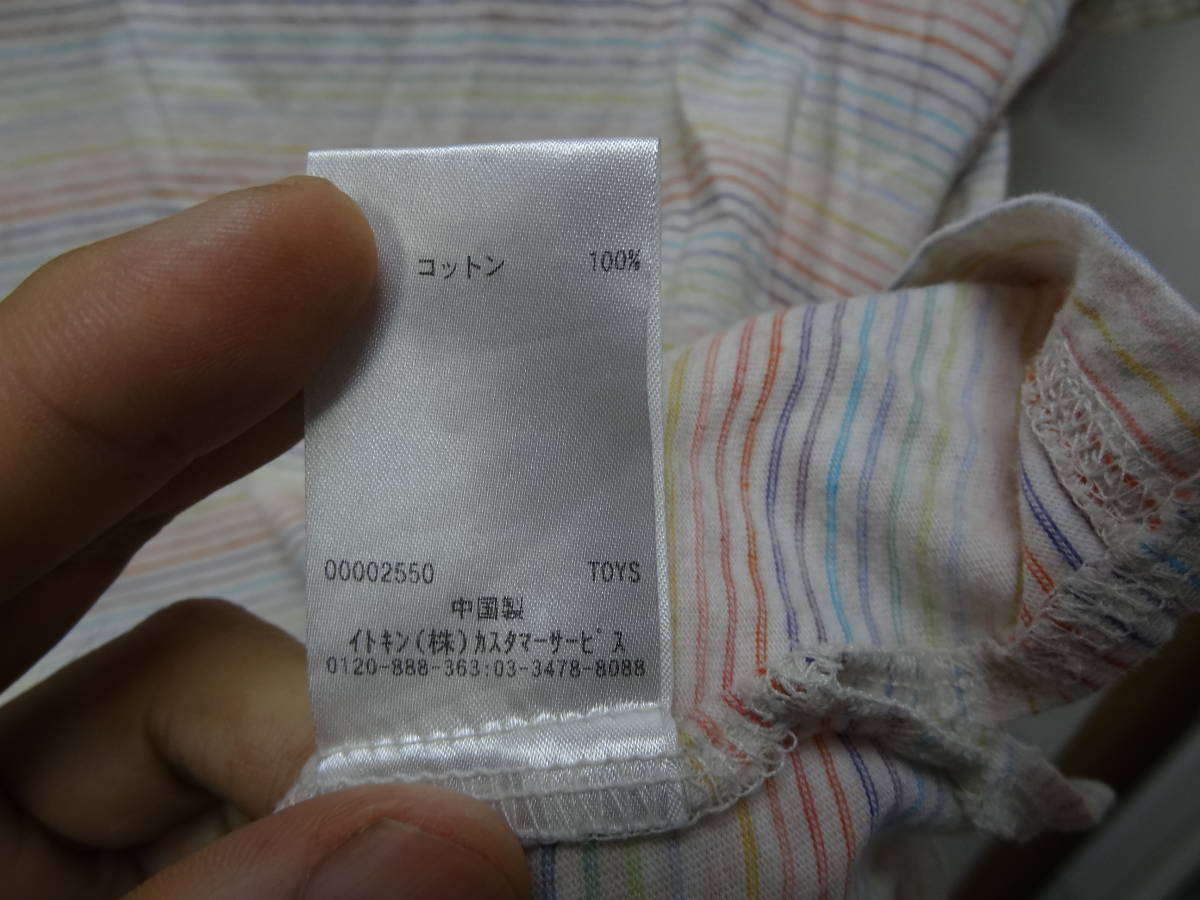 コットン 100%
00002550 TOYS
中国製
イトキン(株)カスタマーサービス
0120-888-363:03-3478-8088